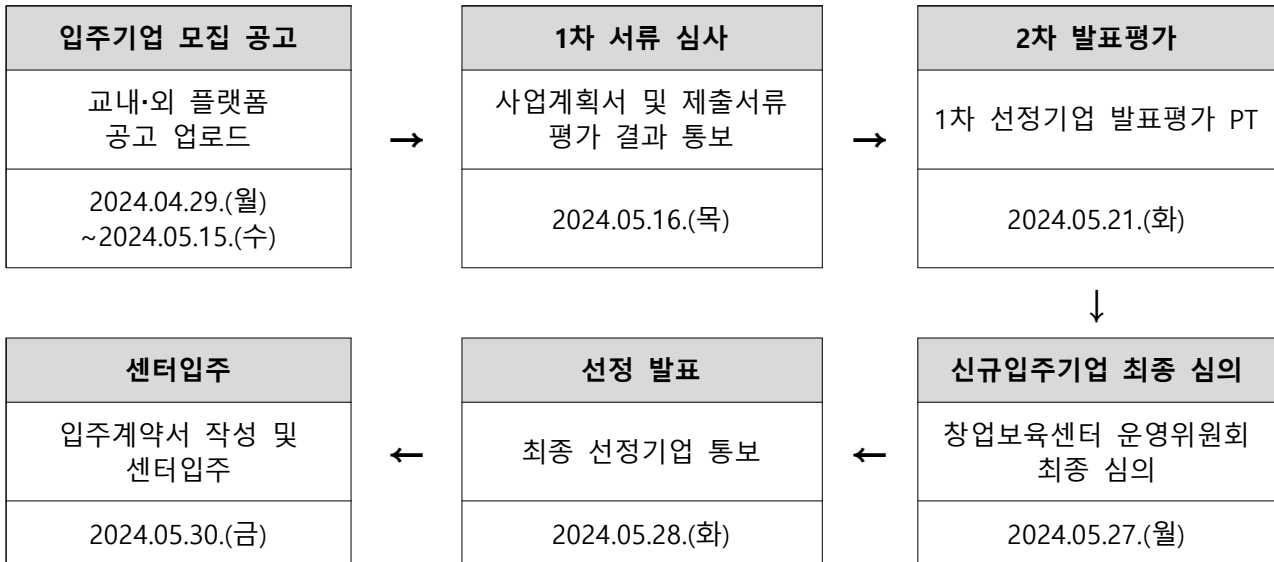 입주기업 모집 공고
교내·외 플랫폼
공고 업로드
2024.04.29.(월)
~2024.05.15.(수)
→
1차 서류 심사
사업계획서 및 제출서류
평가 결과 통보
2024.05.16.(목)
→
2차 발표평가
1차 선정기업 발표평가 PT
2024.05.21.(화)
↓
신규입주기업 최종 심의
창업보육센터 운영위원회
최종 심의
2024.05.27.(월)
←
선정 발표
최종 선정기업 통보
2024.05.28.(화)
←
센터입주
입주계약서 작성 및
센터입주
2024.05.30.(금)